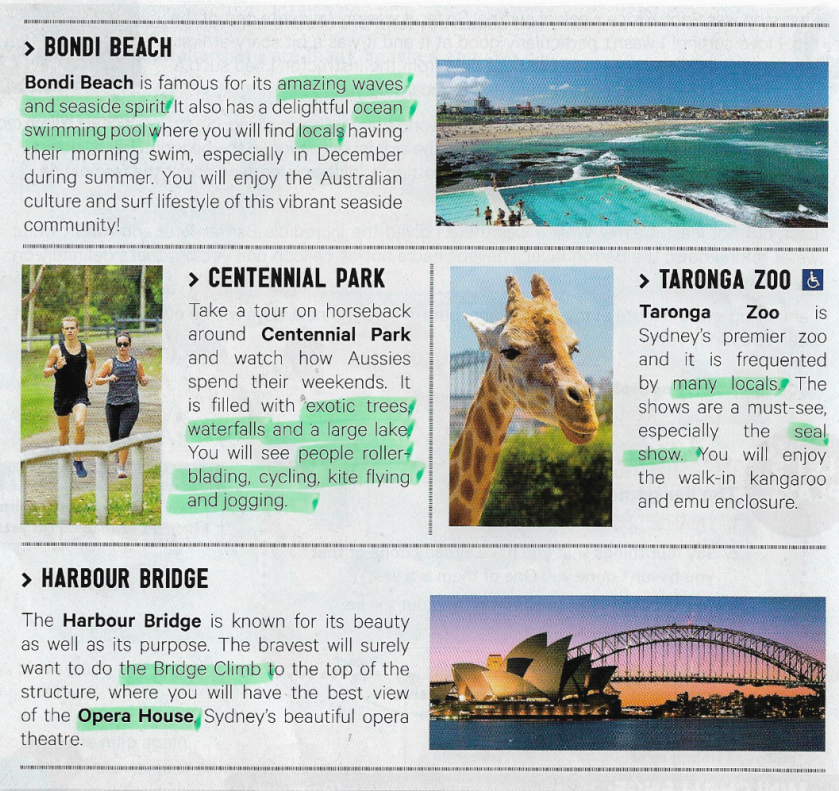 > BONDI BEACH
Bondi Beach is famous for its amazing waves
and seaside spirit. It also has a delightful ocean
swimming pool where you will find locals having
their morning swim, especially in December
during summer. You will enjoy the Australian
culture and surf lifestyle of this vibrant seaside
community!
> CENTENNIAL PARK
Take a tour on horseback
around Centennial Park
and watch how Aussies
spend their weekends. It
is filled with exotic trees,
waterfalls and a large lake.
You will see people roller-
blading, cycling, kite flying
and jogging.
> TARONGA ZOO
Taronga Zoo is
Sydney's premier zoo
and it is frequented
by many locals. The
shows are a must-see,
especially the seal
show. You will enjoy
the walk-in kangaroo
and emu enclosure.
> HARBOUR BRIDGE
The Harbour Bridge is known for its beauty
as well as its purpose. The bravest will surely
want to do the Bridge Climb to the top of the
structure, where you will have the best view
of the Opera House, Sydney's beautiful opera
theatre.